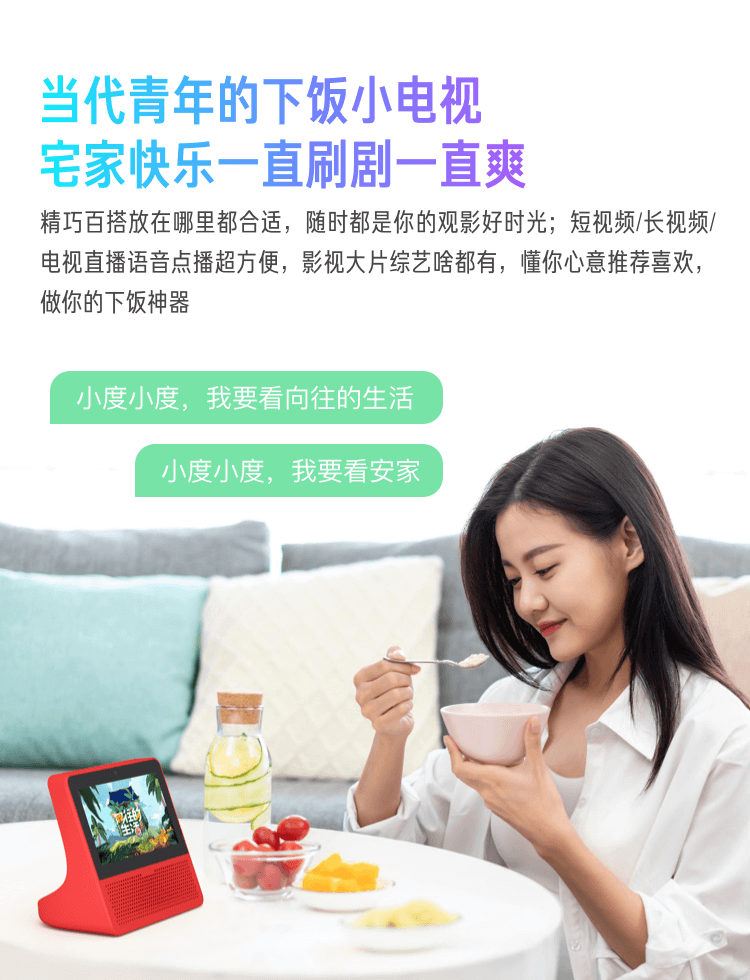 当代青年的下饭小电视
宅家快乐一直刷剧一直爽
精巧百搭放在哪里都合适，随时都是你的观影好时光；短视频/长视频/
电视直播语音点播超方便，影视大片综艺啥都有，懂你心意推荐喜欢，
做你的下饭神器
小度小度，我要看向往的生活
小度小度，我要看安家
向往的
生活